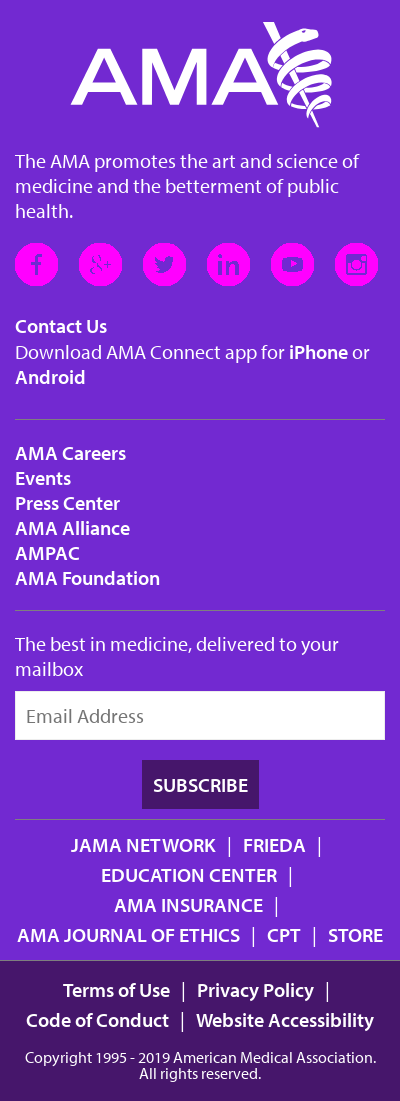 AMA
The AMA promotes the art and science of
medicine and the betterment of public
health.
Contact Us
Download AMA Connect app for iPhone or
Android
AMA Careers
Events
Press Center
AMA Alliance
AMPAC
AMA Foundation
The best in medicine, delivered to your
mailbox
Email Address
SUBSCRIBE
JAMA NETWORK | FRIEDA |
EDUCATION CENTER |
AMA INSURANCE |
AMA JOURNAL OF ETHICS | CPT | STORE
Terms of Use | Privacy Policy |
Code of Conduct | Website Accessibility
Copyright 1995 - 2019 American Medical Association.
All rights reserved.